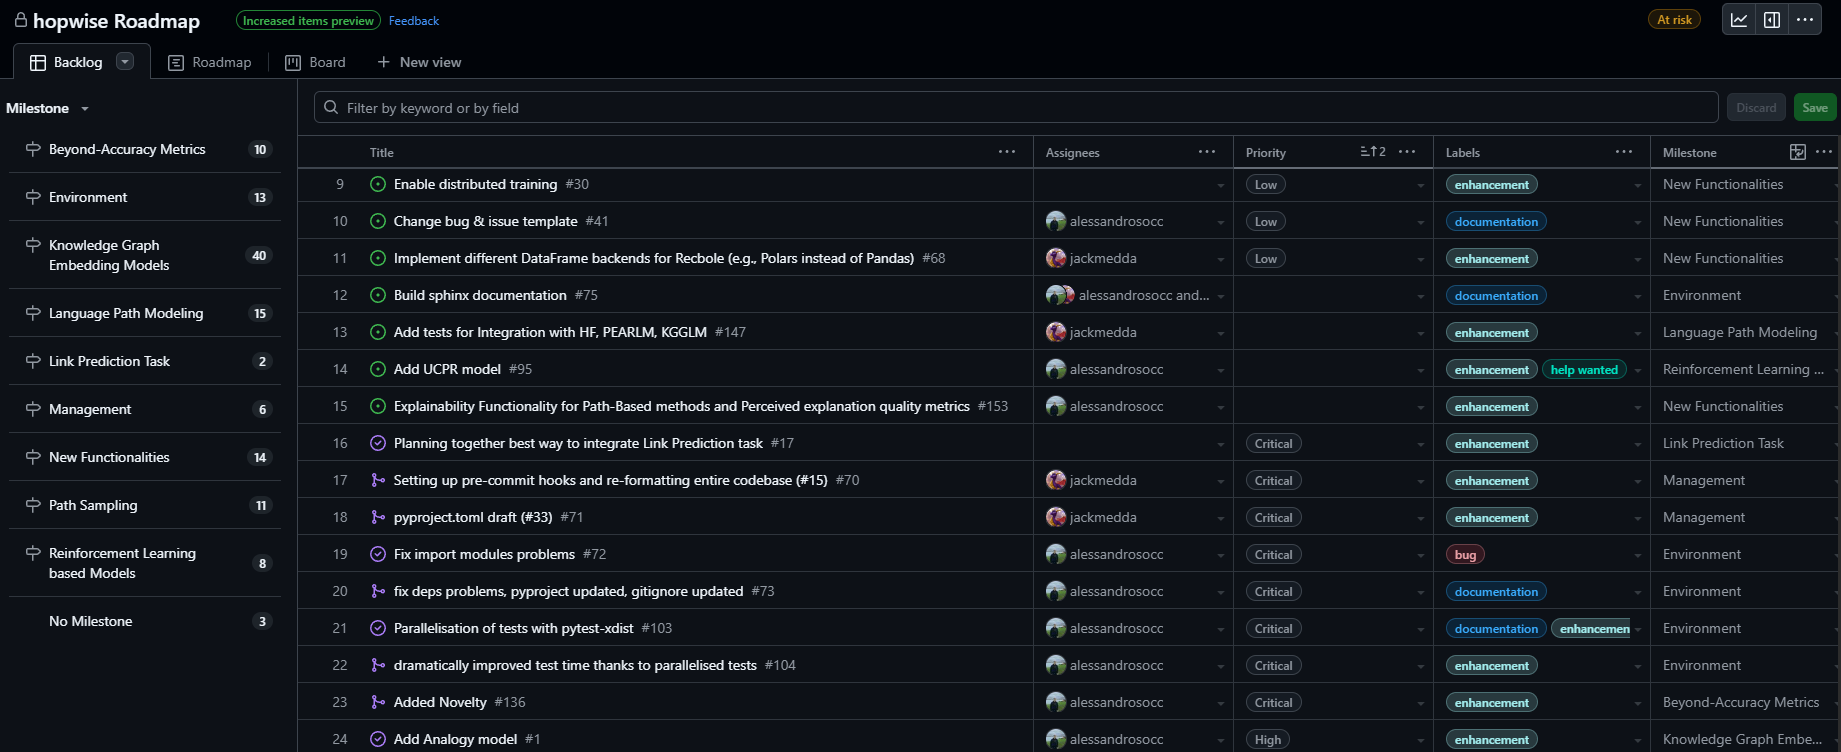 hopwise Roadmap
Increased items preview
Feedback
At risk
Backlog
Roadmap
Board
New view
Milestone
Beyond-Accuracy Metrics 10
Environment 13
Knowledge Graph
Embedding Models 40
Language Path Modeling 15
Link Prediction Task 2
Management 6
New Functionalities 14
Path Sampling 11
Reinforcement Learning
based Models 8
No Milestone 3
Filter by keyword or by field
Discard
Save
Title Assignees Priority 2 Labels Milestone
9 Enable distributed training #30 Low enhancement New Functionalities
10 Change bug & issue template #41 alessandrosocc Low documentation New Functionalities
11 Implement different DataFrame backends for Recbole (e.g., Polars instead of Pandas) #68 jackmedda Low enhancement New Functionalities
12 Build sphinx documentation #75 alessandrosocc and... documentation Environment
13 Add tests for Integration with HF, PEARLM, KGGLM #147 jackmedda enhancement Language Path Modeling
14 Add UCPR model #95 alessandrosocc enhancement help wanted Reinforcement Learning ...
15 Explainability Functionality for Path-Based methods and Perceived explanation quality metrics #153 alessandrosocc enhancement New Functionalities
16 Planning together best way to integrate Link Prediction task #17 Critical enhancement Link Prediction Task
17 Setting up pre-commit hooks and re-formatting entire codebase (#15) #70 jackmedda Critical enhancement Management
18 pyproject.toml draft (#33) #71 jackmedda Critical enhancement Management
19 Fix import modules problems #72 alessandrosocc Critical bug Environment
20 fix deps problems, pyproject updated, gitignore updated #73 alessandrosocc Critical documentation Environment
21 Parallelisation of tests with pytest-xdist #103 alessandrosocc Critical documentation enhancemen Environment
22 dramatically improved test time thanks to parallelised tests #104 alessandrosocc Critical enhancement Environment
23 Added Novelty #136 alessandrosocc Critical enhancement Beyond-Accuracy Metrics
24 Add Analogy model #1 alessandrosocc High enhancement Knowledge Graph Embe...